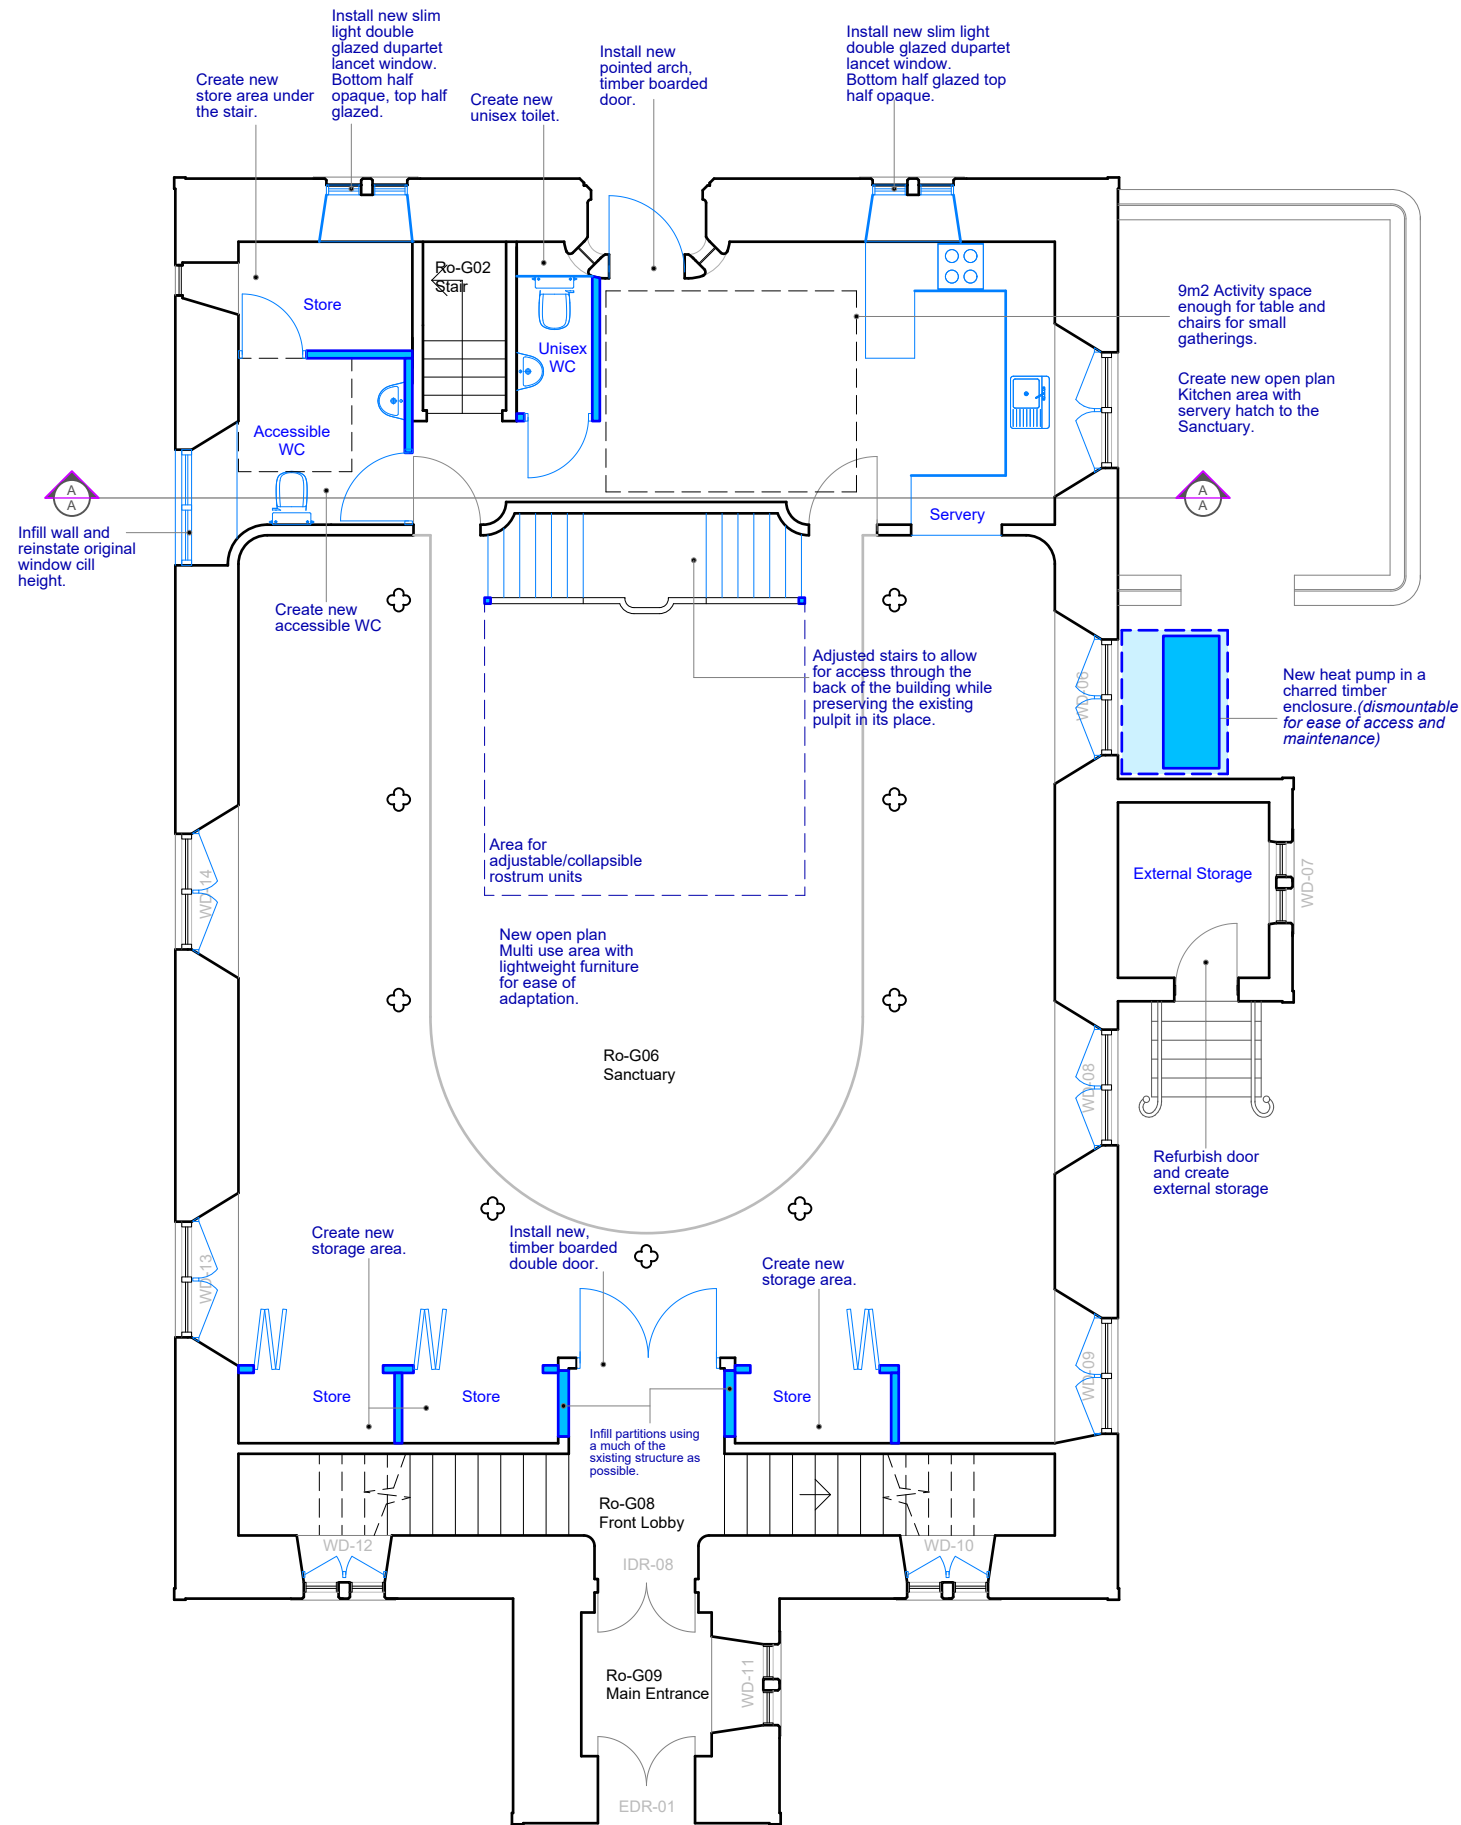 Install new slim
light double
glazed dupartet
lancet window.
Bottom half
opaque, top half
glazed.
Create new
store area under
the stair.
Create new
unisex toilet.
Install new
pointed arch,
timber boarded
door.
Install new slim light
double glazed dupartet
lancet window.
Bottom half glazed top
half opaque.
Ro-G02
Stair
Store
Unisex
WC
Accessible
WC
9m2 Activity space
enough for table and
chairs for small
gatherings.
Create new open plan
Kitchen area with
servery hatch to the
Sanctuary.
A
A
A
A
Servery
Infill wall and
reinstate original
window cill
height.
Create new
accessible WC
Adjusted stairs to allow
for access through the
back of the building while
preserving the existing
pulpit in its place.
WD-06
New heat pump in a
charred timber
enclosure.(dismountable
for ease of access and
maintenance)
Area for
adjustable/collapsible
rostrum units
WD-14
External Storage
WD-07
New open plan
Multi use area with
lightweight furniture
for ease of
adaptation.
Ro-G06
Sanctuary
WD-08
Refurbish door
and create
external storage
Create new
storage area.
Install new,
timber boarded
double door.
Create new
storage area.
WD-13
WD-09
Store
Store
Store
Infill partitions using
a much of the
sxisting structure as
possible.
Ro-G08
Front Lobby
WD-12
WD-10
IDR-08
Ro-G09
Main Entrance
WD-11
EDR-01